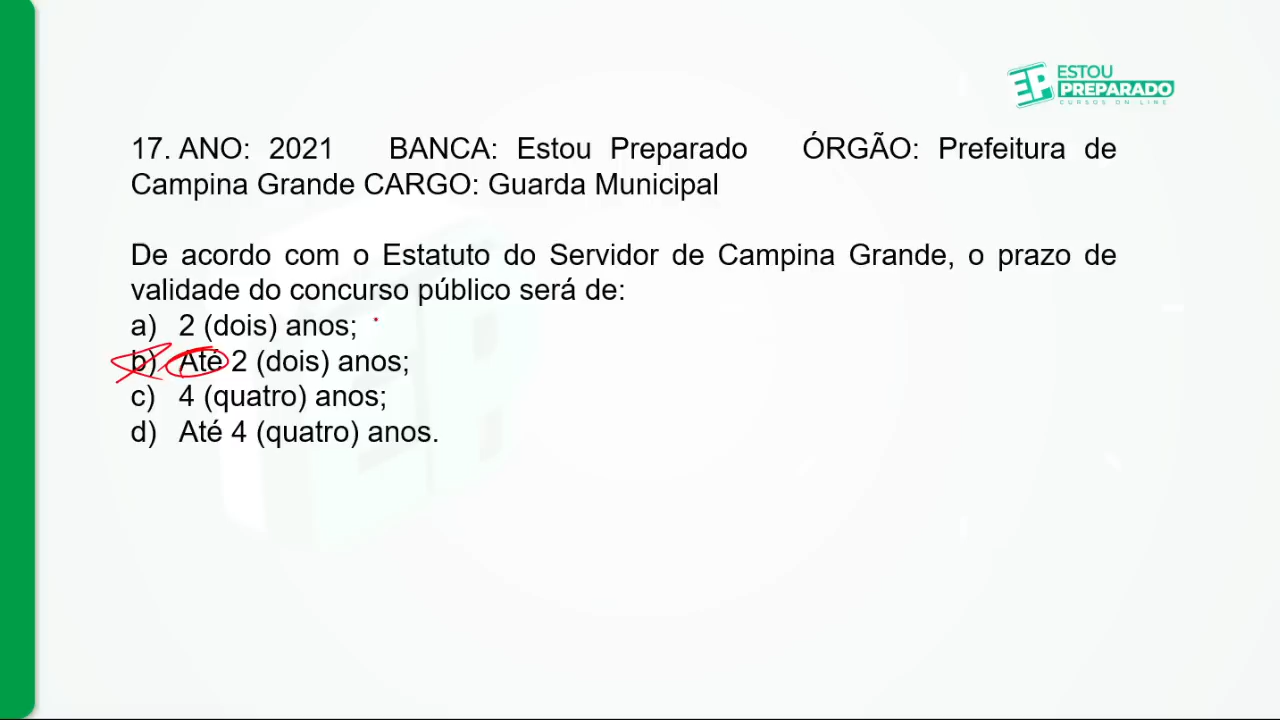 ESTOU
PREPARADO
CURSOS ON LINE
17. ANO: 2021 BANCA: Estou Preparado ÓRGÃO: Prefeitura de
Campina Grande CARGO: Guarda Municipal
De acordo com o Estatuto do Servidor de Campina Grande, o prazo de
validade do concurso público será de:
a) 2 (dois) anos;
b) Até 2 (dois) anos;
c) 4 (quatro) anos;
d) Até 4 (quatro) anos.